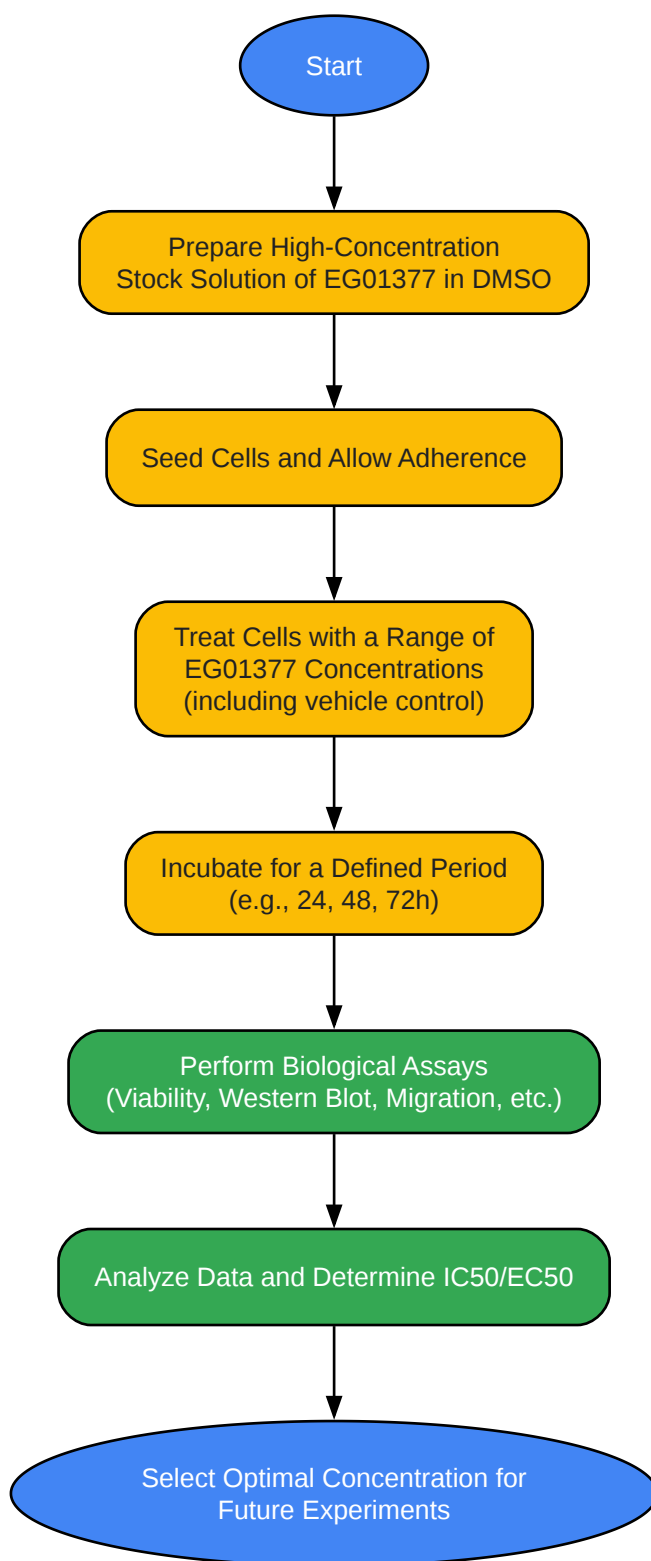 Start
Prepare High-Concentration
Stock Solution of EG01377 in DMSO
Seed Cells and Allow Adherence
Treat Cells with a Range of
EG01377 Concentrations
(including vehicle control)
Incubate for a Defined Period
(e.g., 24, 48, 72h)
Perform Biological Assays
(Viability, Western Blot, Migration, etc.)
Analyze Data and Determine IC50/EC50
Select Optimal Concentration for
Future Experiments